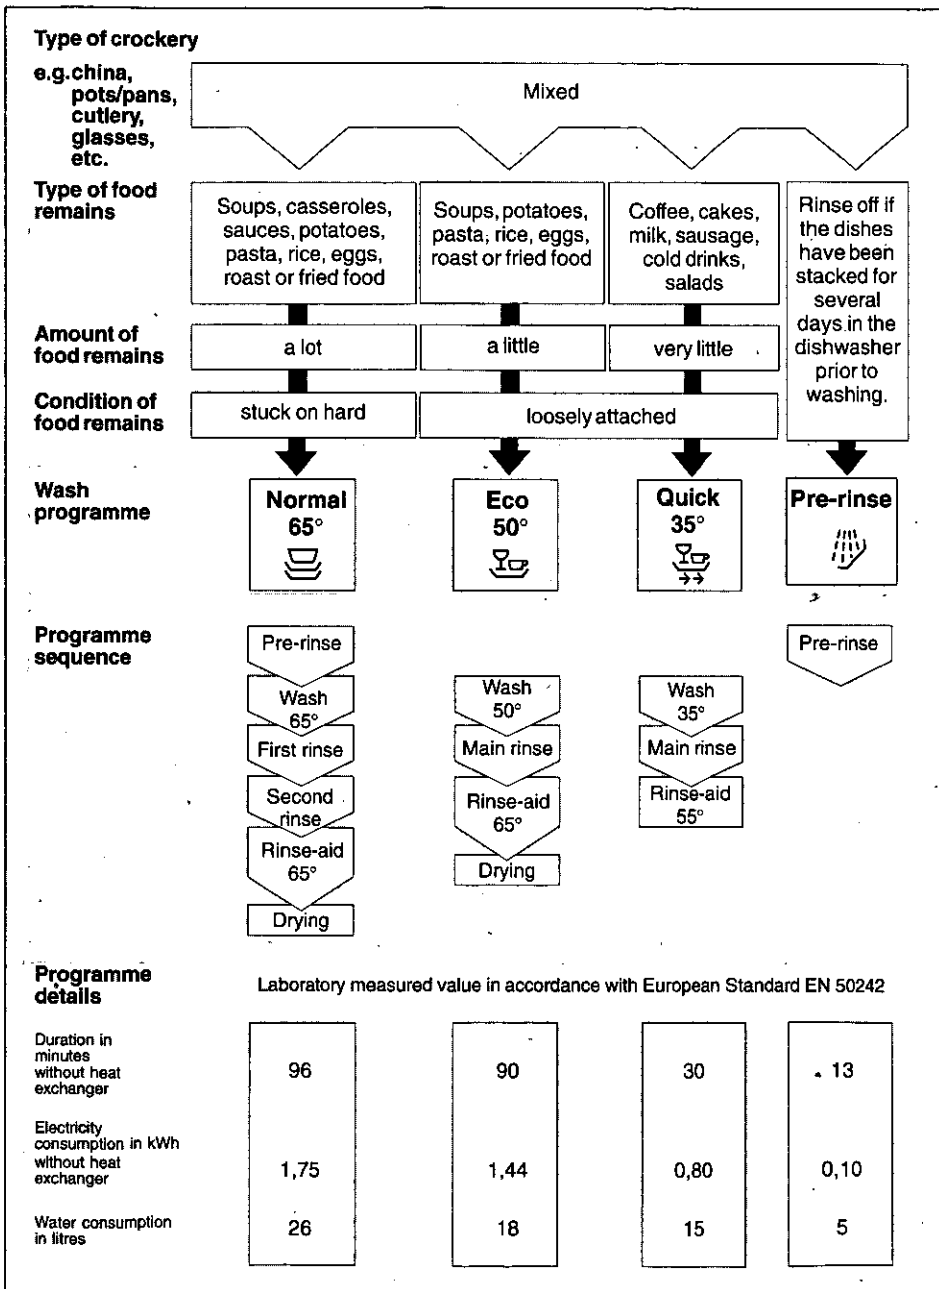 Type of crockery
e.g. china,
pots/pans,
cutlery,
glasses,
etc.
Mixed
Type of food
remains
Soups, casseroles,
sauces, potatoes,
pasta, rice, eggs,
roast or fried food
Soups, potatoes,
pasta, rice, eggs,
roast or fried food
Coffee, cakes,
milk, sausage,
cold drinks,
salads
Rinse off if
the dishes
have been
stacked for
several
days in the
dishwasher
prior to
washing.
Amount of
food remains
a lot
a little
very little
Condition of
food remains
stuck on hard
loosely attached
Wash
programme
Normal
65°
Eco
50°
Quick
35°
Pre-rinse
Programme
sequence
Pre-rinse
Wash
65°
First rinse
Second
rinse
Rinse-aid
65°
Drying
Wash
50°
Main rinse
Rinse-aid
65°
Drying
Wash
35°
Main rinse
Rinse-aid
55°
Pre-rinse
Programme
details
Laboratory measured value in accordance with European Standard EN 50242
Duration in
minutes
without heat
exchanger
96
90
30
13
Electricity
consumption in kWh
without heat
exchanger
1,75
1,44
0,80
0,10
Water consumption
in litres
26
18
15
5